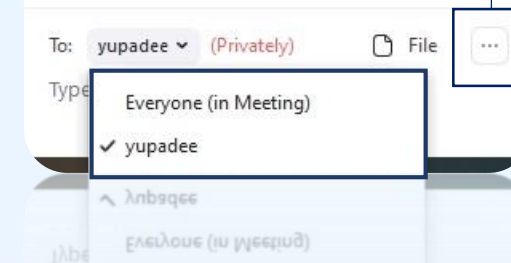 To: yupadee (Privately) File ...
Type
Everyone (in Meeting)
yupadee